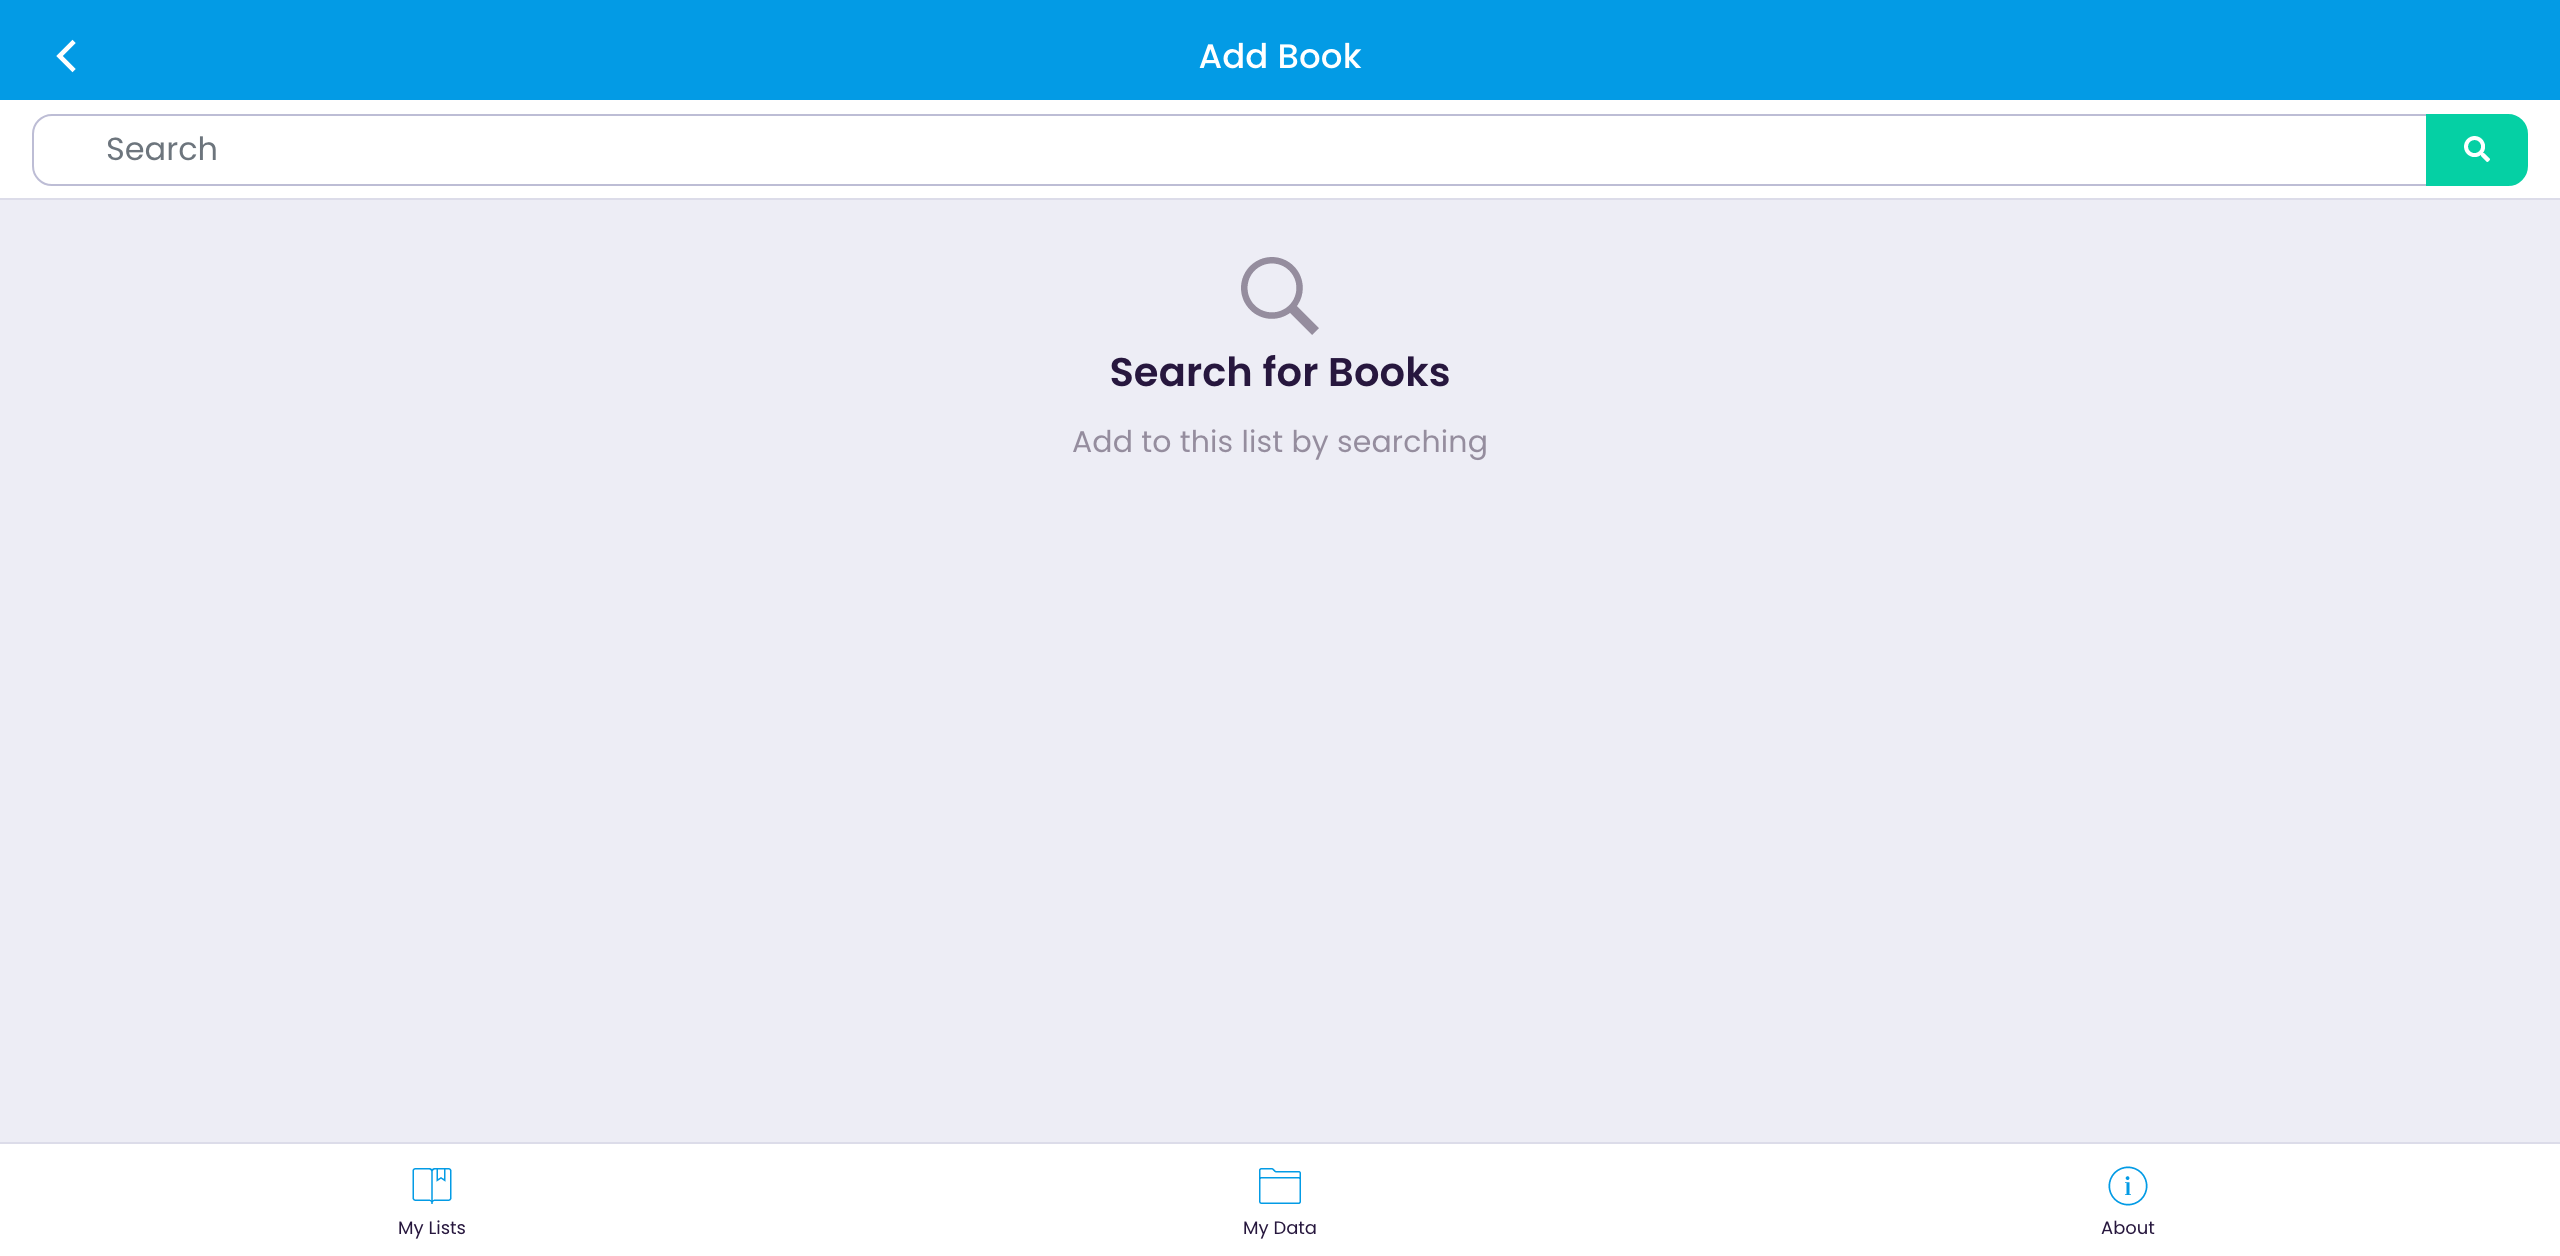 Add Book
Search
Search for Books
Add to this list by searching
My Lists
My Data
About